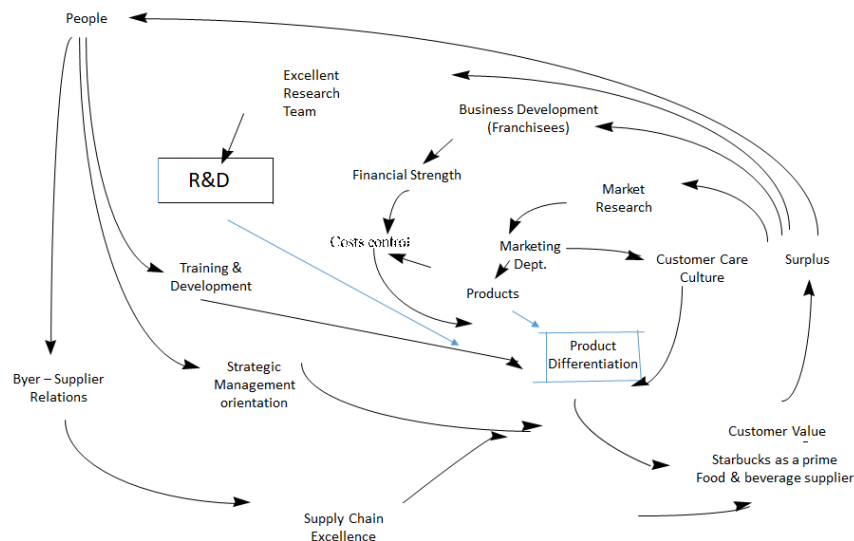 People
Excellent
Research
Team
Business Development
(Franchisees)
R&D
Financial Strength
Market
Research
Costs control
Marketing
Dept.
Customer Care
Culture
Surplus
Training &
Development
Products
Product
Differentiation
Byer – Supplier
Relations
Strategic
Management
orientation
Customer Value
-
Starbucks as a prime
Food & beverage supplier
Supply Chain
Excellence